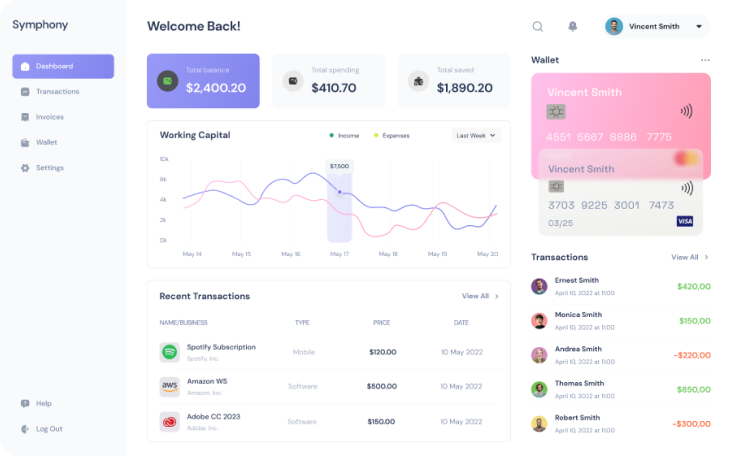 Symphony
Dashboard
Transactions
Invoices
Wallet
Settings
Help
Log Out
Welcome Back!
Vincent Smith
Total balance
$2,400.20
Total spending
$410.70
Total saved
$1,890.20
Working Capital
Income
Expenses
Last Week
10k
8k
4k
2k
0k
$7,500
May 14
May 15
May 16
May 17
May 18
May 19
May 20
Recent Transactions
View All
NAME/BUSINESS TYPE PRICE DATE
Spotify Subscription
Spotify, Inc.
Mobile
$120.00
10 May 2022
aws
Amazon WS
Amazon, Inc.
Software
$500.00
10 May 2022
Adobe CC 2023
Adobe, Inc.
Software
$150.00
10 May 2022
Wallet
Vincent Smith
4551 5667 8886 7775
Vincent Smith
3703 9225 3001 7473
03/25
VISA
Transactions
View All
Ernest Smith
April 10, 2022 at 11:00
$420,00
Monica Smith
April 10, 2022 at 11:00
$150,00
Andrea Smith
April 10, 2022 at 11:00
-$220,00
Thomas Smith
April 10, 2022 at 11:00
$850,00
Robert Smith
April 10, 2022 at 11:00
-$300,00